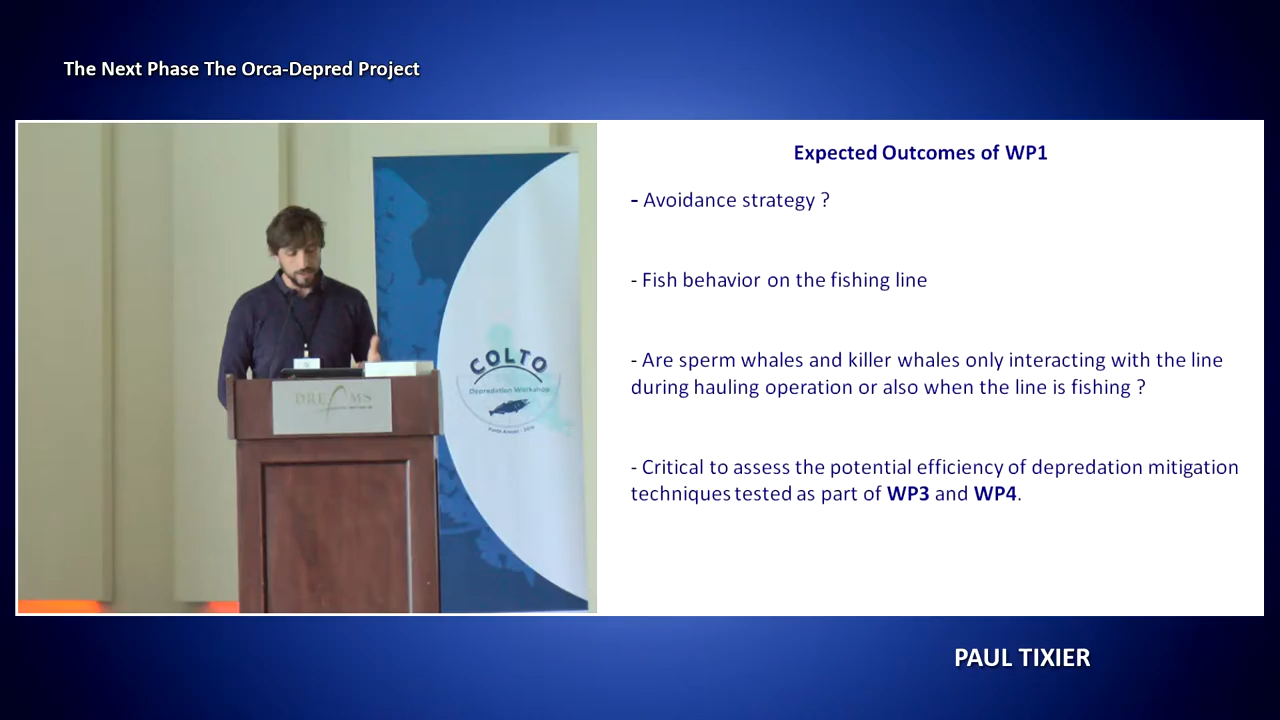 The Next Phase The Orca-Depred Project
Expected Outcomes of WP1
- Avoidance strategy ?
- Fish behavior on the fishing line
- Are sperm whales and killer whales only interacting with the line
during hauling operation or also when the line is fishing ?
- Critical to assess the potential efficiency of depredation mitigation
techniques tested as part of WP3 and WP4.
DREAMS
COLTO
Depredation Workshop
PAUL TIXIER